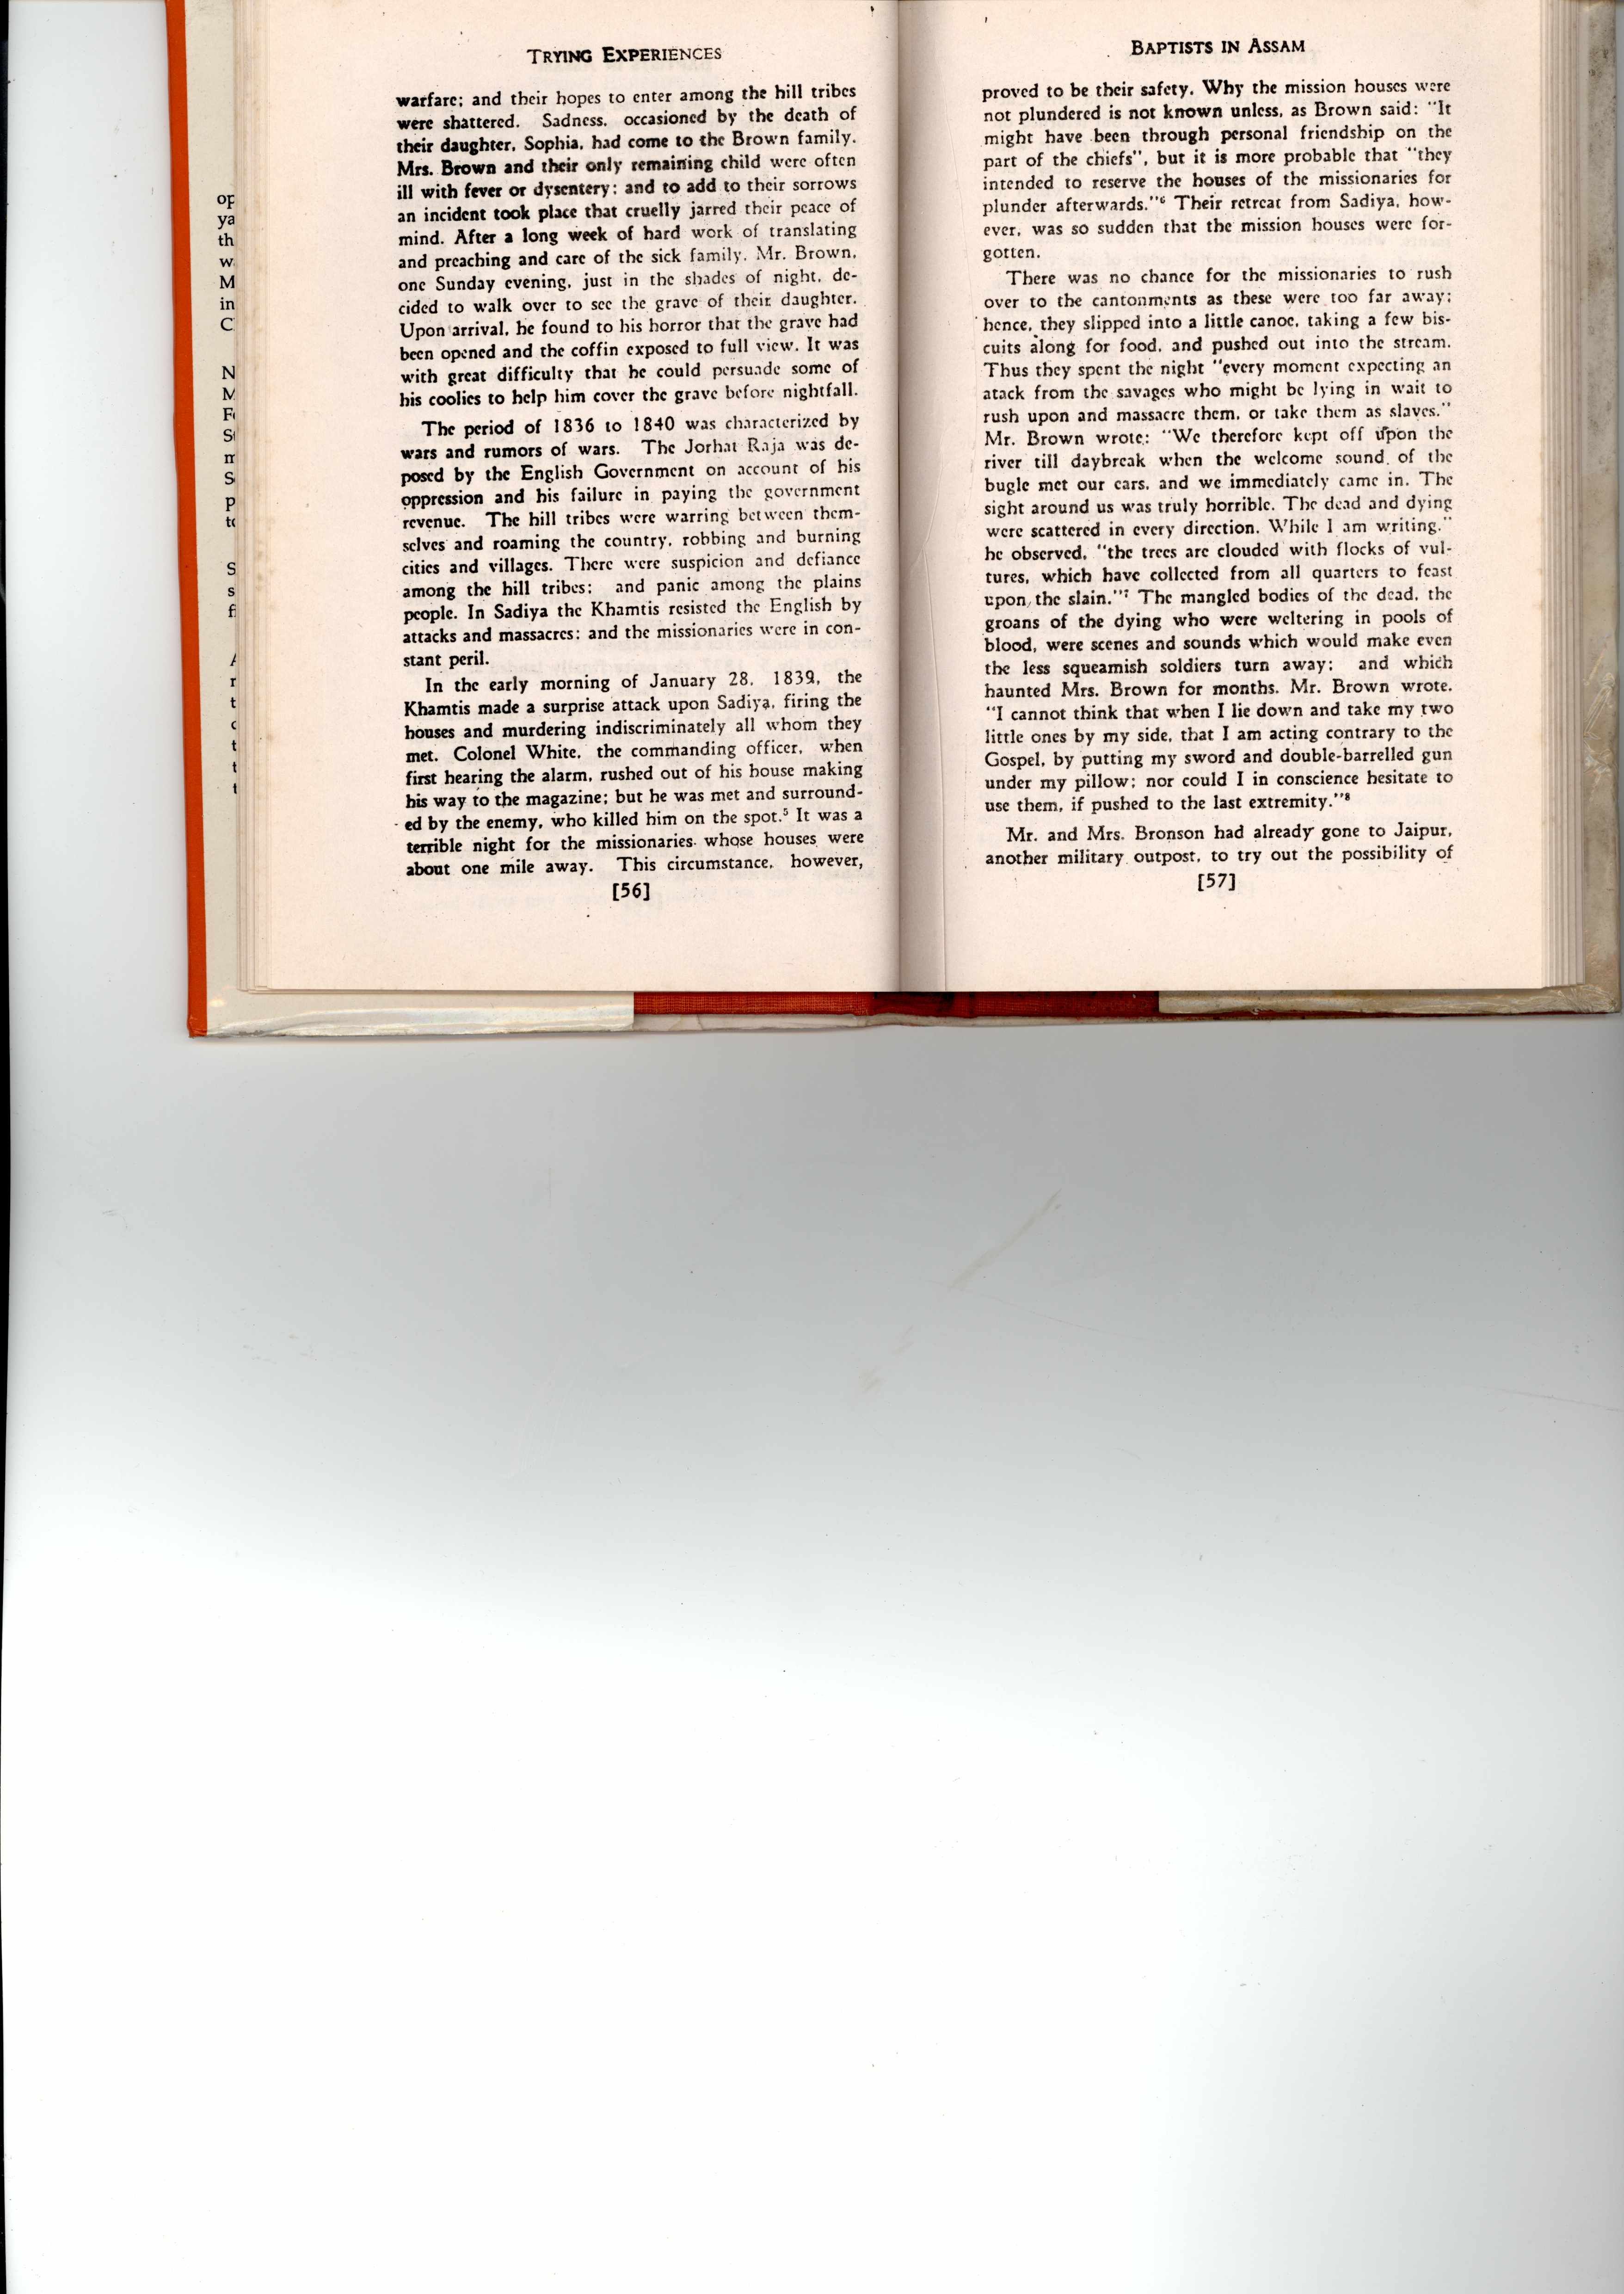 TRYING EXPERIENCES
warfare; and their hopes to enter among the hill tribes
were shattered. Sadness, occasioned by the death of
their daughter, Sophia, had come to the Brown family.
Mrs. Brown and their only remaining child were often
ill with fever or dysentery; and to add to their sorrows
an incident took place that cruelly jarred their peace of
mind. After a long week of hard work of translating
and preaching and care of the sick family, Mr. Brown,
one Sunday evening, just in the shades of night, de-
cided to walk over to see the grave of their daughter.
Upon arrival, he found to his horror that the grave had
been opened and the coffin exposed to full view. It was
with great difficulty that he could persuade some of
his coolies to help him cover the grave before nightfall.
The period of 1836 to 1840 was characterized by
wars and rumors of wars. The Jorhat Raja was de-
posed by the English Government on account of his
oppression and his failure in paying the government
revenue. The hill tribes were warring between them-
selves and roaming the country, robbing and burning
cities and villages. There were suspicion and defiance
among the hill tribes; and panic among the plains
people. In Sadiya the Khamtis resisted the English by
attacks and massacres; and the missionaries were in con-
stant peril.
In the early morning of January 28, 1839, the
Khamtis made a surprise attack upon Sadiya, firing the
houses and murdering indiscriminately all whom they
met. Colonel White, the commanding officer, when
first hearing the alarm, rushed out of his house making
his way to the magazine; but he was met and surround-
ed by the enemy, who killed him on the spot.⁵ It was a
terrible night for the missionaries whose houses were
about one mile away. This circumstance, however,
[56]
BAPTISTS IN ASSAM
proved to be their safety. Why the mission houses were
not plundered is not known unless, as Brown said: "It
might have been through personal friendship on the
part of the chiefs", but it is more probable that "they
intended to reserve the houses of the missionaries for
plunder afterwards."⁶ Their retreat from Sadiya, how-
ever, was so sudden that the mission houses were for-
gotten.
There was no chance for the missionaries to rush
over to the cantonments as these were too far away;
hence, they slipped into a little canoe, taking a few bis-
cuits along for food, and pushed out into the stream.
Thus they spent the night "every moment expecting an
atack from the savages who might be lying in wait to
rush upon and massacre them, or take them as slaves."
Mr. Brown wrote: "We therefore kept off upon the
river till daybreak when the welcome sound of the
bugle met our ears, and we immediately came in. The
sight around us was truly horrible. The dead and dying
were scattered in every direction. While I am writing,"
he observed, "the trees are clouded with flocks of vul-
tures, which have collected from all quarters to feast
upon the slain."⁷ The mangled bodies of the dead, the
groans of the dying who were weltering in pools of
blood, were scenes and sounds which would make even
the less squeamish soldiers turn away; and which
haunted Mrs. Brown for months. Mr. Brown wrote.
"I cannot think that when I lie down and take my two
little ones by my side, that I am acting contrary to the
Gospel, by putting my sword and double-barrelled gun
under my pillow; nor could I in conscience hesitate to
use them, if pushed to the last extremity."⁸
Mr. and Mrs. Bronson had already gone to Jaipur,
another military outpost, to try out the possibility of
[57]